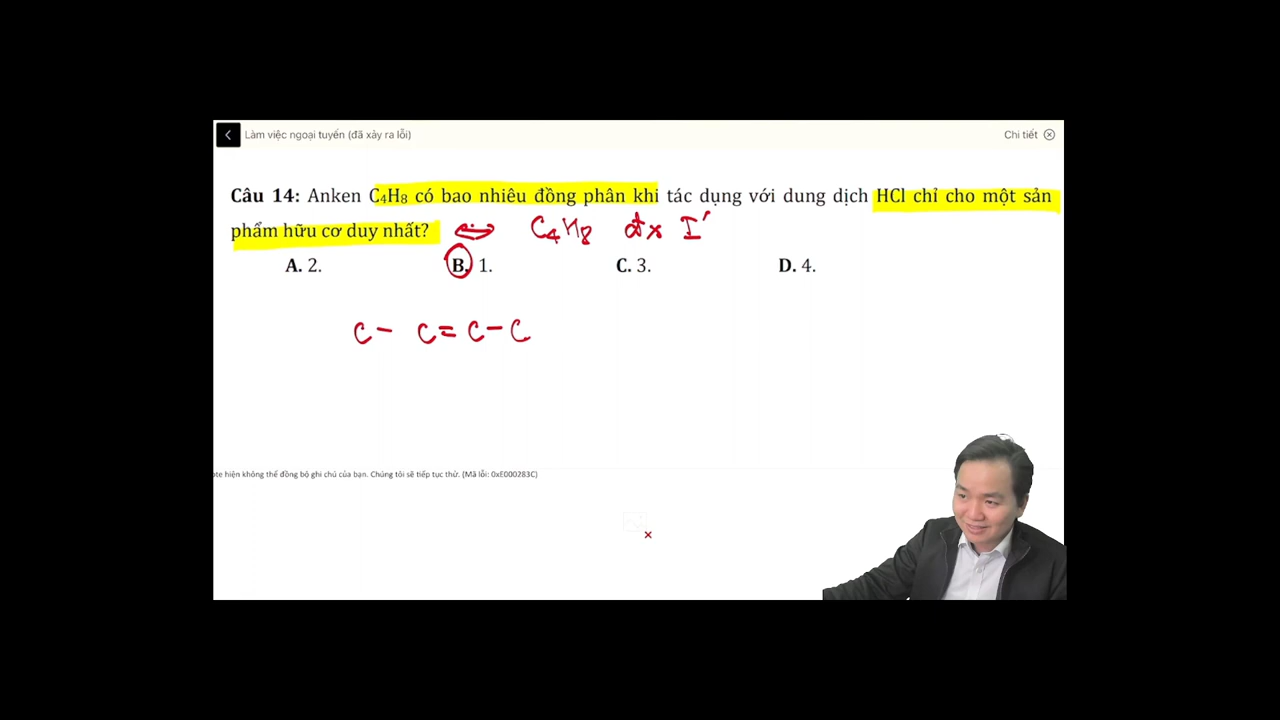 Làm việc ngoại tuyến (đã xảy ra lỗi) Chi tiết
Câu 14: Anken C₄H₈ có bao nhiêu đồng phân khi tác dụng với dung dịch HCl chỉ cho một sản
phẩm hữu cơ duy nhất? ⇔ C₄H₈ đx
A. 2. B. 1. C. 3. D. 4.
C - C = C - C
ote hiện không thể đồng bộ ghi chú của bạn. Chúng tôi sẽ tiếp tục thử. (Mã lỗi: 0xE000283C)